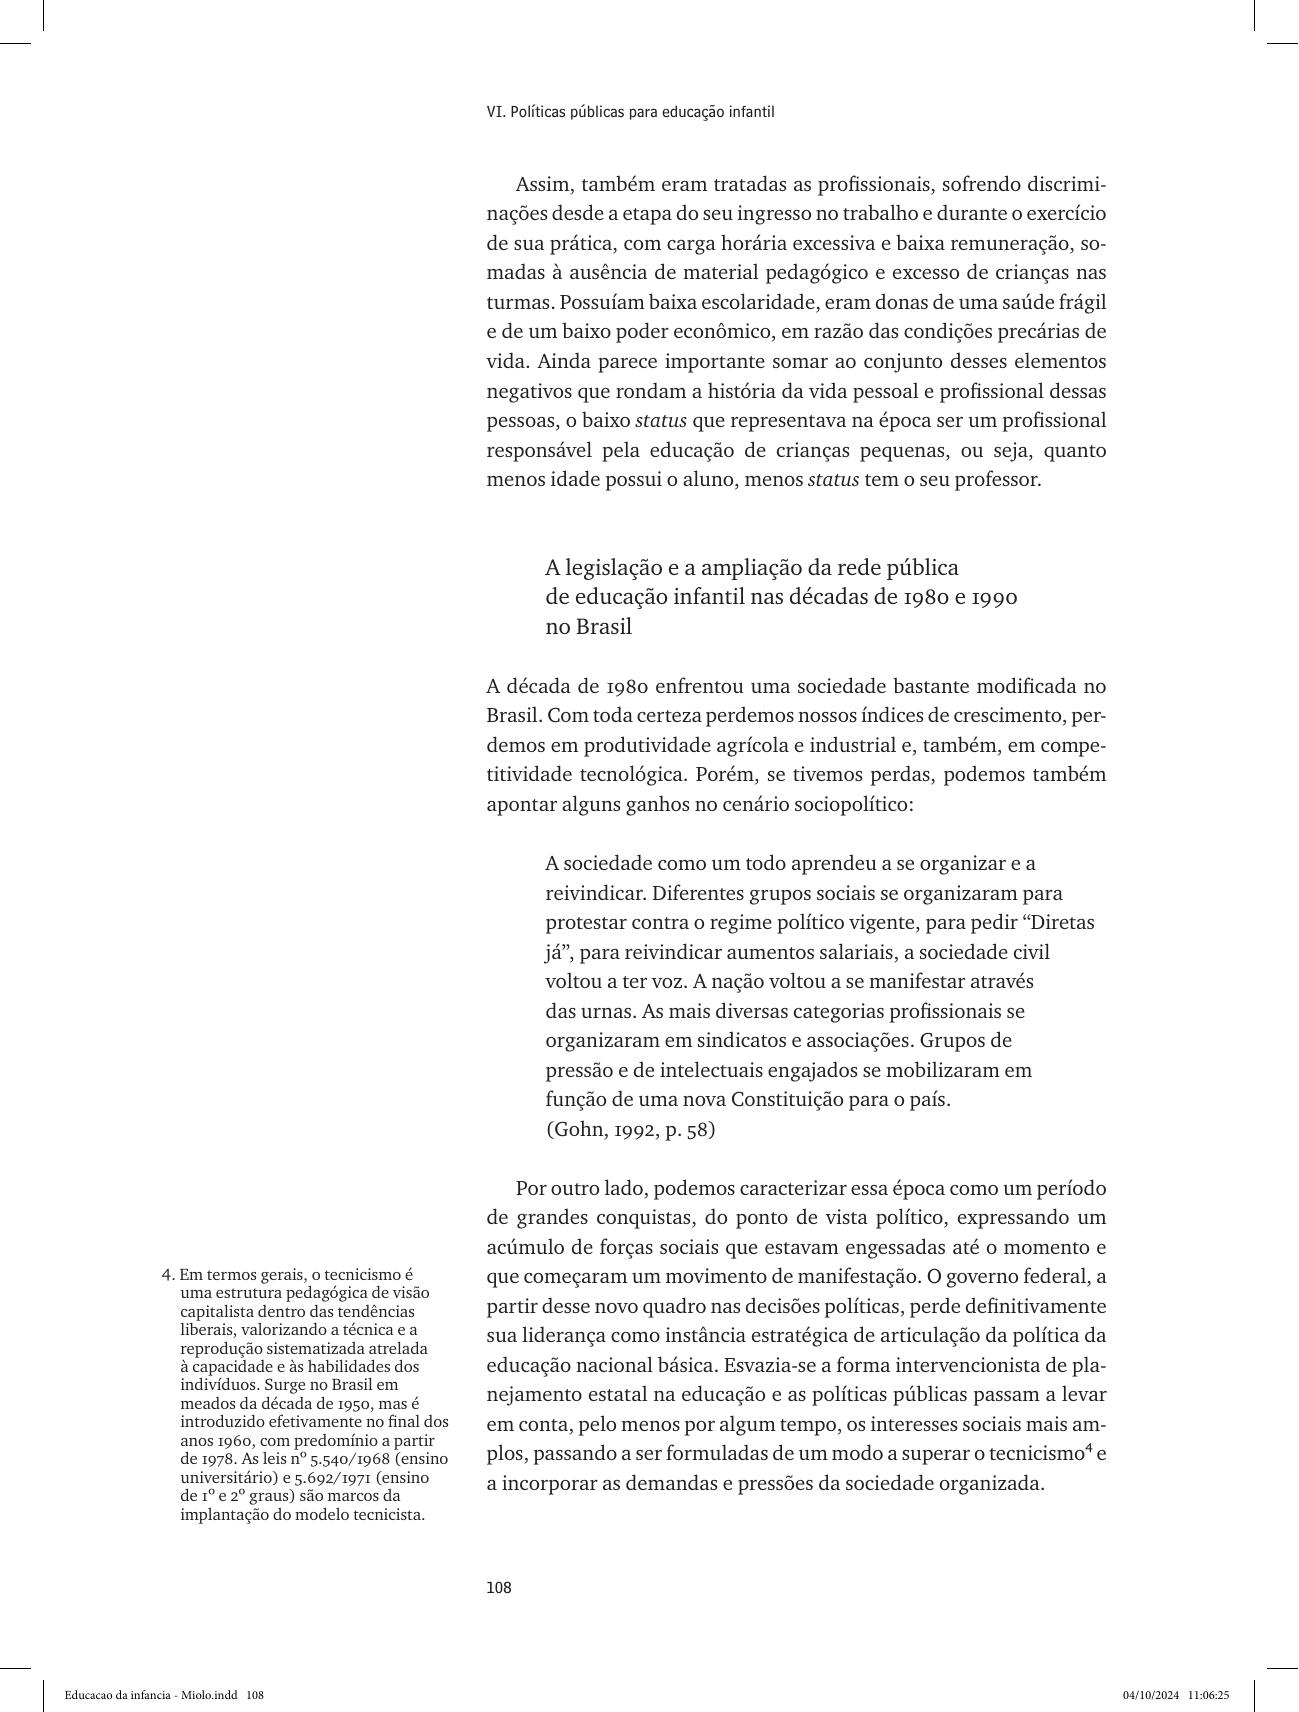 VI. Políticas públicas para educação infantil
Assim, também eram tratadas as profissionais, sofrendo discrimi-
nações desde a etapa do seu ingresso no trabalho e durante o exercício
de sua prática, com carga horária excessiva e baixa remuneração, so-
madas à ausência de material pedagógico e excesso de crianças nas
turmas. Possuíam baixa escolaridade, eram donas de uma saúde frágil
e de um baixo poder econômico, em razão das condições precárias de
vida. Ainda parece importante somar ao conjunto desses elementos
negativos que rondam a história da vida pessoal e profissional dessas
pessoas, o baixo status que representava na época ser um profissional
responsável pela educação de crianças pequenas, ou seja, quanto
menos idade possui o aluno, menos status tem o seu professor.
A legislação e a ampliação da rede pública
de educação infantil nas décadas de 1980 e 1990
no Brasil
A década de 1980 enfrentou uma sociedade bastante modificada no
Brasil. Com toda certeza perdemos nossos índices de crescimento, per-
demos em produtividade agrícola e industrial e, também, em compe-
titividade tecnológica. Porém, se tivemos perdas, podemos também
apontar alguns ganhos no cenário sociopolítico:
A sociedade como um todo aprendeu a se organizar e a
reivindicar. Diferentes grupos sociais se organizaram para
protestar contra o regime político vigente, para pedir “Diretas
já”, para reivindicar aumentos salariais, a sociedade civil
voltou a ter voz. A nação voltou a se manifestar através
das urnas. As mais diversas categorias profissionais se
organizaram em sindicatos e associações. Grupos de
pressão e de intelectuais engajados se mobilizaram em
função de uma nova Constituição para o país.
(Gohn, 1992, p. 58)
Por outro lado, podemos caracterizar essa época como um período
de grandes conquistas, do ponto de vista político, expressando um
acúmulo de forças sociais que estavam engessadas até o momento e
que começaram um movimento de manifestação. O governo federal, a
partir desse novo quadro nas decisões políticas, perde definitivamente
sua liderança como instância estratégica de articulação da política da
educação nacional básica. Esvazia-se a forma intervencionista de pla-
nejamento estatal na educação e as políticas públicas passam a levar
em conta, pelo menos por algum tempo, os interesses sociais mais am-
plos, passando a ser formuladas de um modo a superar o tecnicismo⁴ e
a incorporar as demandas e pressões da sociedade organizada.
4. Em termos gerais, o tecnicismo é
uma estrutura pedagógica de visão
capitalista dentro das tendências
liberais, valorizando a técnica e a
reprodução sistematizada atrelada
à capacidade e às habilidades dos
indivíduos. Surge no Brasil em
meados da década de 1950, mas é
introduzido efetivamente no final dos
anos 1960, com predomínio a partir
de 1978. As leis nº 5.540/1968 (ensino
universitário) e 5.692/1971 (ensino
de 1º e 2º graus) são marcos da
implantação do modelo tecnicista.
108
Educacao da infancia - Miolo.indd 108
04/10/2024 11:06:25